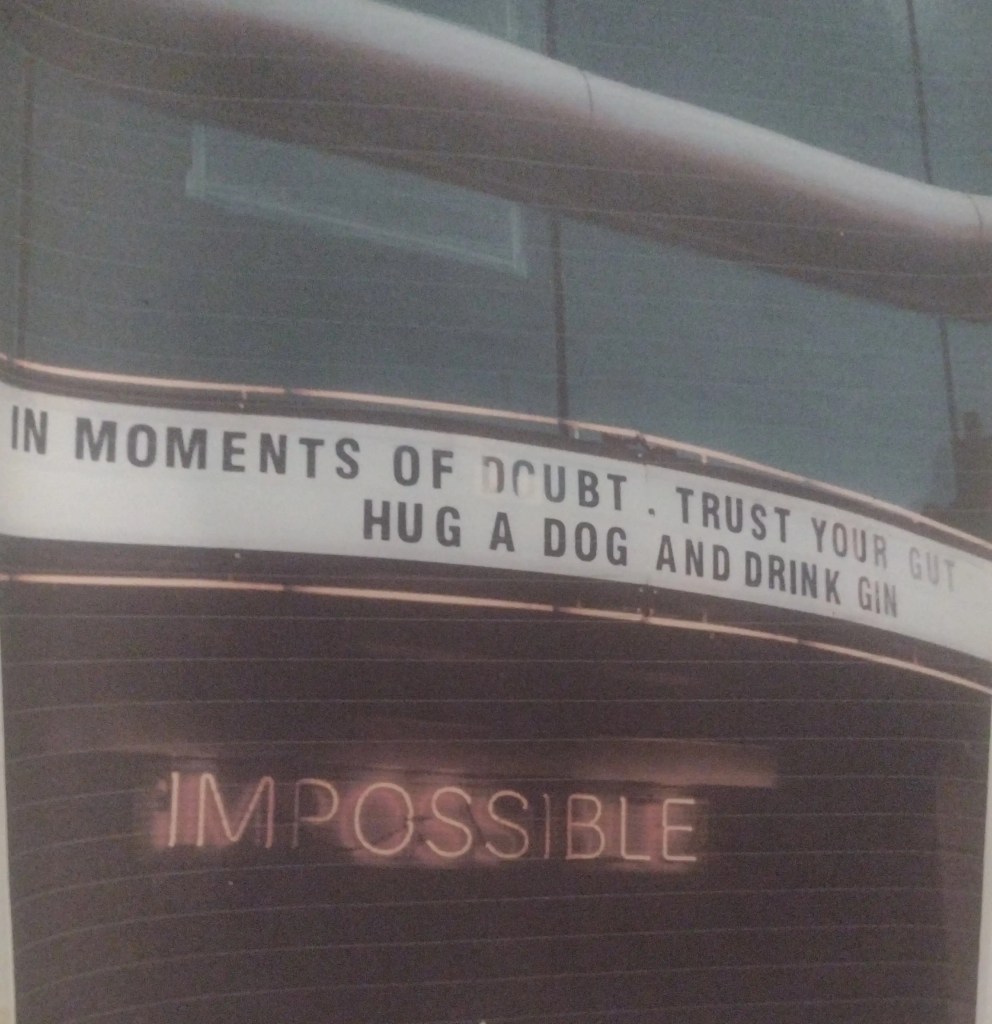 IN MOMENTS OF DOUBT . TRUST YOUR GUT
HUG A DOG AND DRINK GIN
IMPOSSIBLE